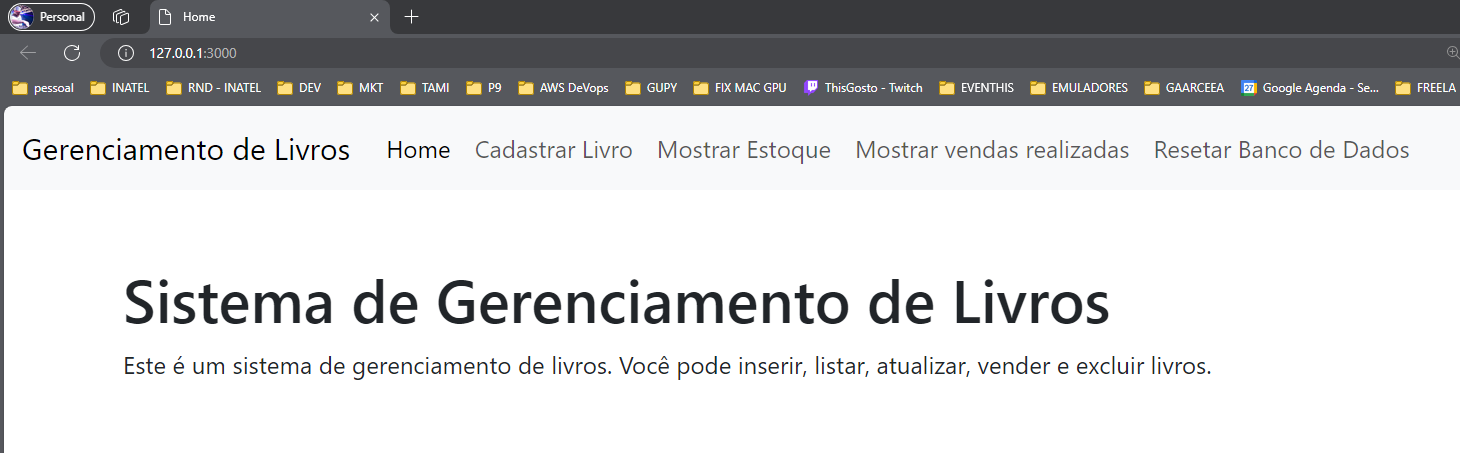 Personal
Home
127.0.0.1:3000
pessoal INATEL RND - INATEL DEV MKT TAMI P9 AWS DeVops GUPY FIX MAC GPU ThisGosto - Twitch EVENTHIS EMULADORES GAARCEEA 27 Google Agenda - Se... FREELA
Gerenciamento de Livros Home Cadastrar Livro Mostrar Estoque Mostrar vendas realizadas Resetar Banco de Dados
Sistema de Gerenciamento de Livros
Este é um sistema de gerenciamento de livros. Você pode inserir, listar, atualizar, vender e excluir livros.